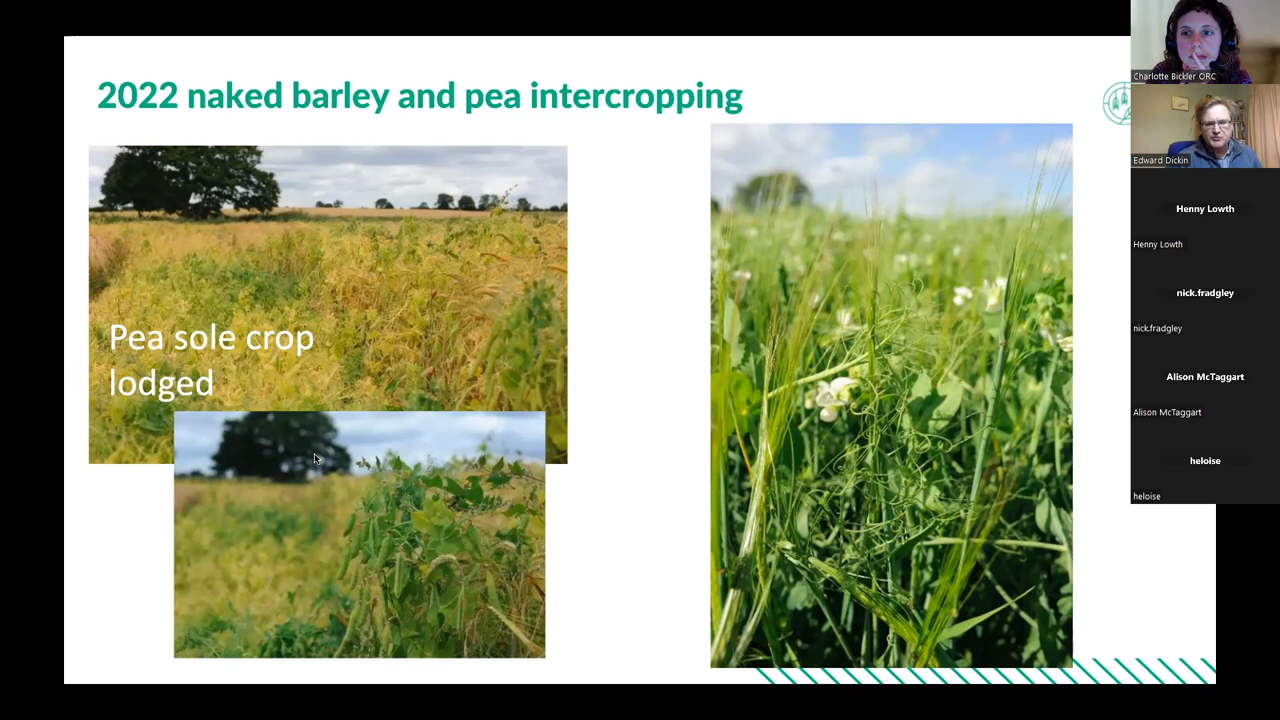 2022 naked barley and pea intercropping
Pea sole crop
lodged
Charlotte Bickler ORC
Edward Dickin
Henny Lowth
Henny Lowth
nick.fradgley
nick.fradgley
Alison McTaggart
Alison McTaggart
heloise
heloise